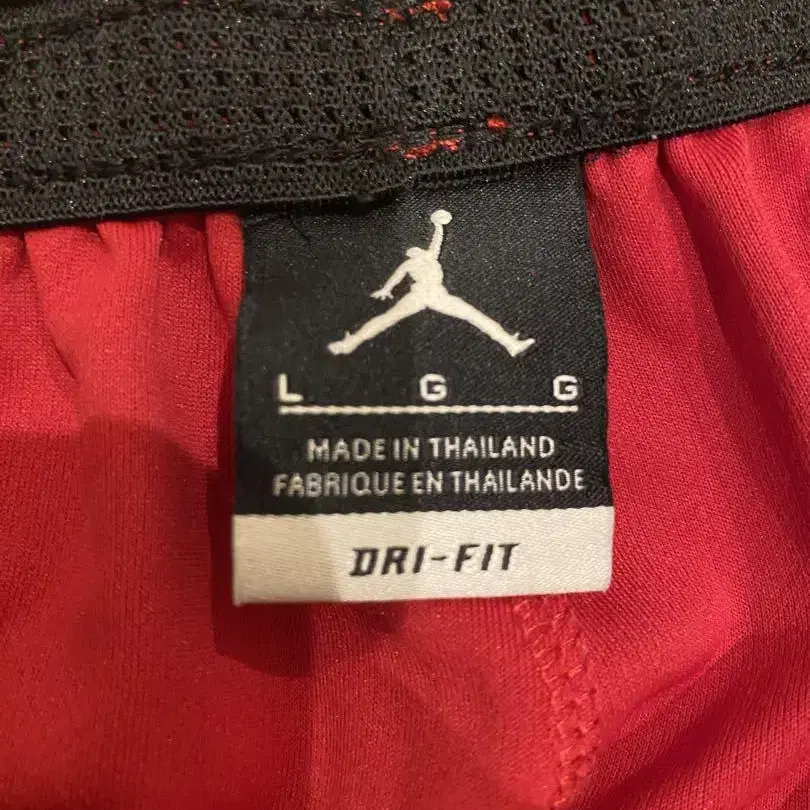 L G G
MADE IN THAILAND
FABRIQUE EN THAILANDE
DRI-FIT